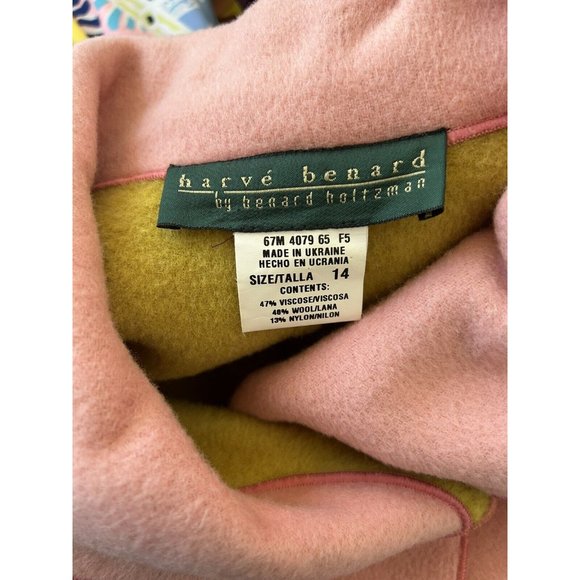 harvé benard
by benard holtzman
67M 4079 65 F5
MADE IN UKRAINE
HECHO EN UCRANIA
SIZE/TALLA 14
CONTENTS:
47% VISCOSE/VISCOSA
40% WOOL/LANA
13% NYLON/NILON